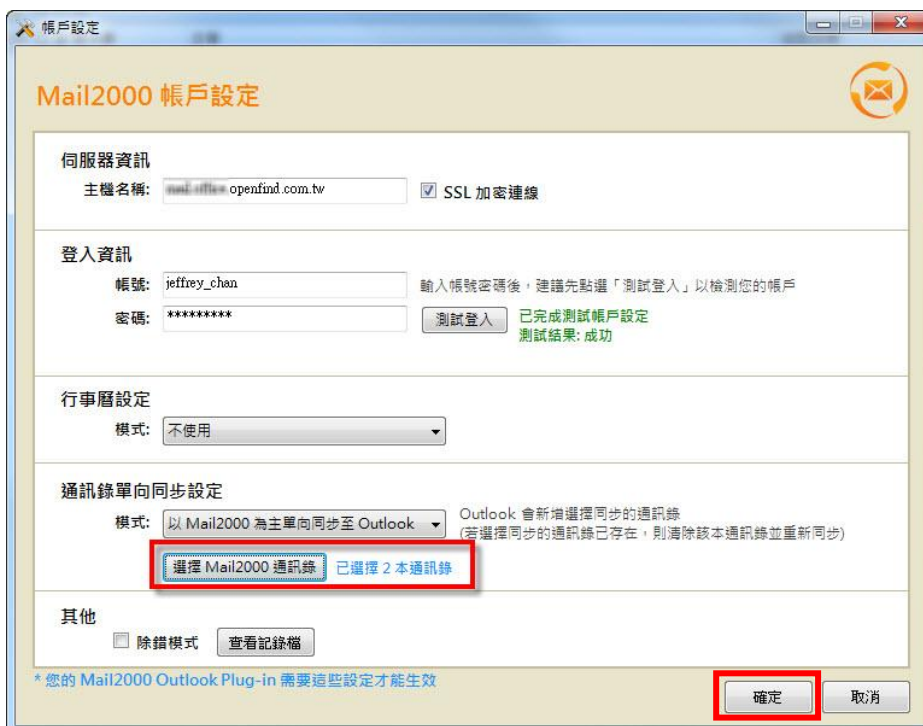 帳戶設定
Mail2000 帳戶設定
伺服器資訊
主機名稱: .openfind.com.tw SSL 加密連線
登入資訊
帳號: jeffrey_chan 輸入帳號密碼後，建議先點選「測試登入」以檢測您的帳戶
密碼: ********* 測試登入 已完成測試帳戶設定
測試結果: 成功
行事曆設定
模式: 不使用
通訊錄單向同步設定
模式: 以 Mail2000 為主單向同步至 Outlook Outlook 會新增選擇同步的通訊錄
(若選擇同步的通訊錄已存在，則清除該本通訊錄並重新同步)
選擇 Mail2000 通訊錄 已選擇 2 本通訊錄
其他
除錯模式 查看記錄檔
* 您的 Mail2000 Outlook Plug-in 需要這些設定才能生效
確定 取消